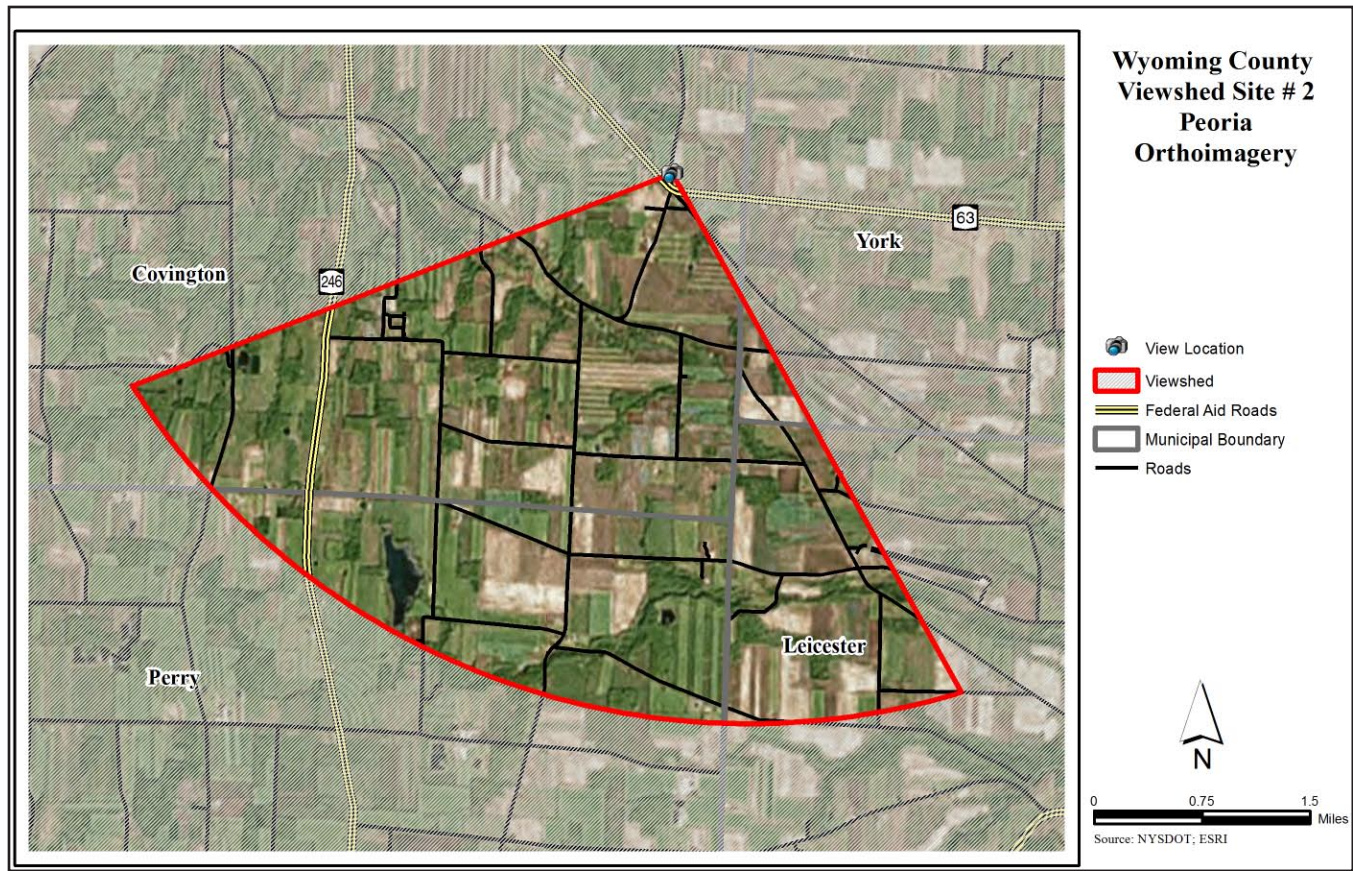 Wyoming County
Viewshed Site # 2
Peoria
Orthoimagery
63
York
Covington
246
View Location
Viewshed
Federal Aid Roads
Municipal Boundary
Roads
Leicester
Perry
N
0 0.75 1.5
Miles
Source: NYSDOT; ESRI